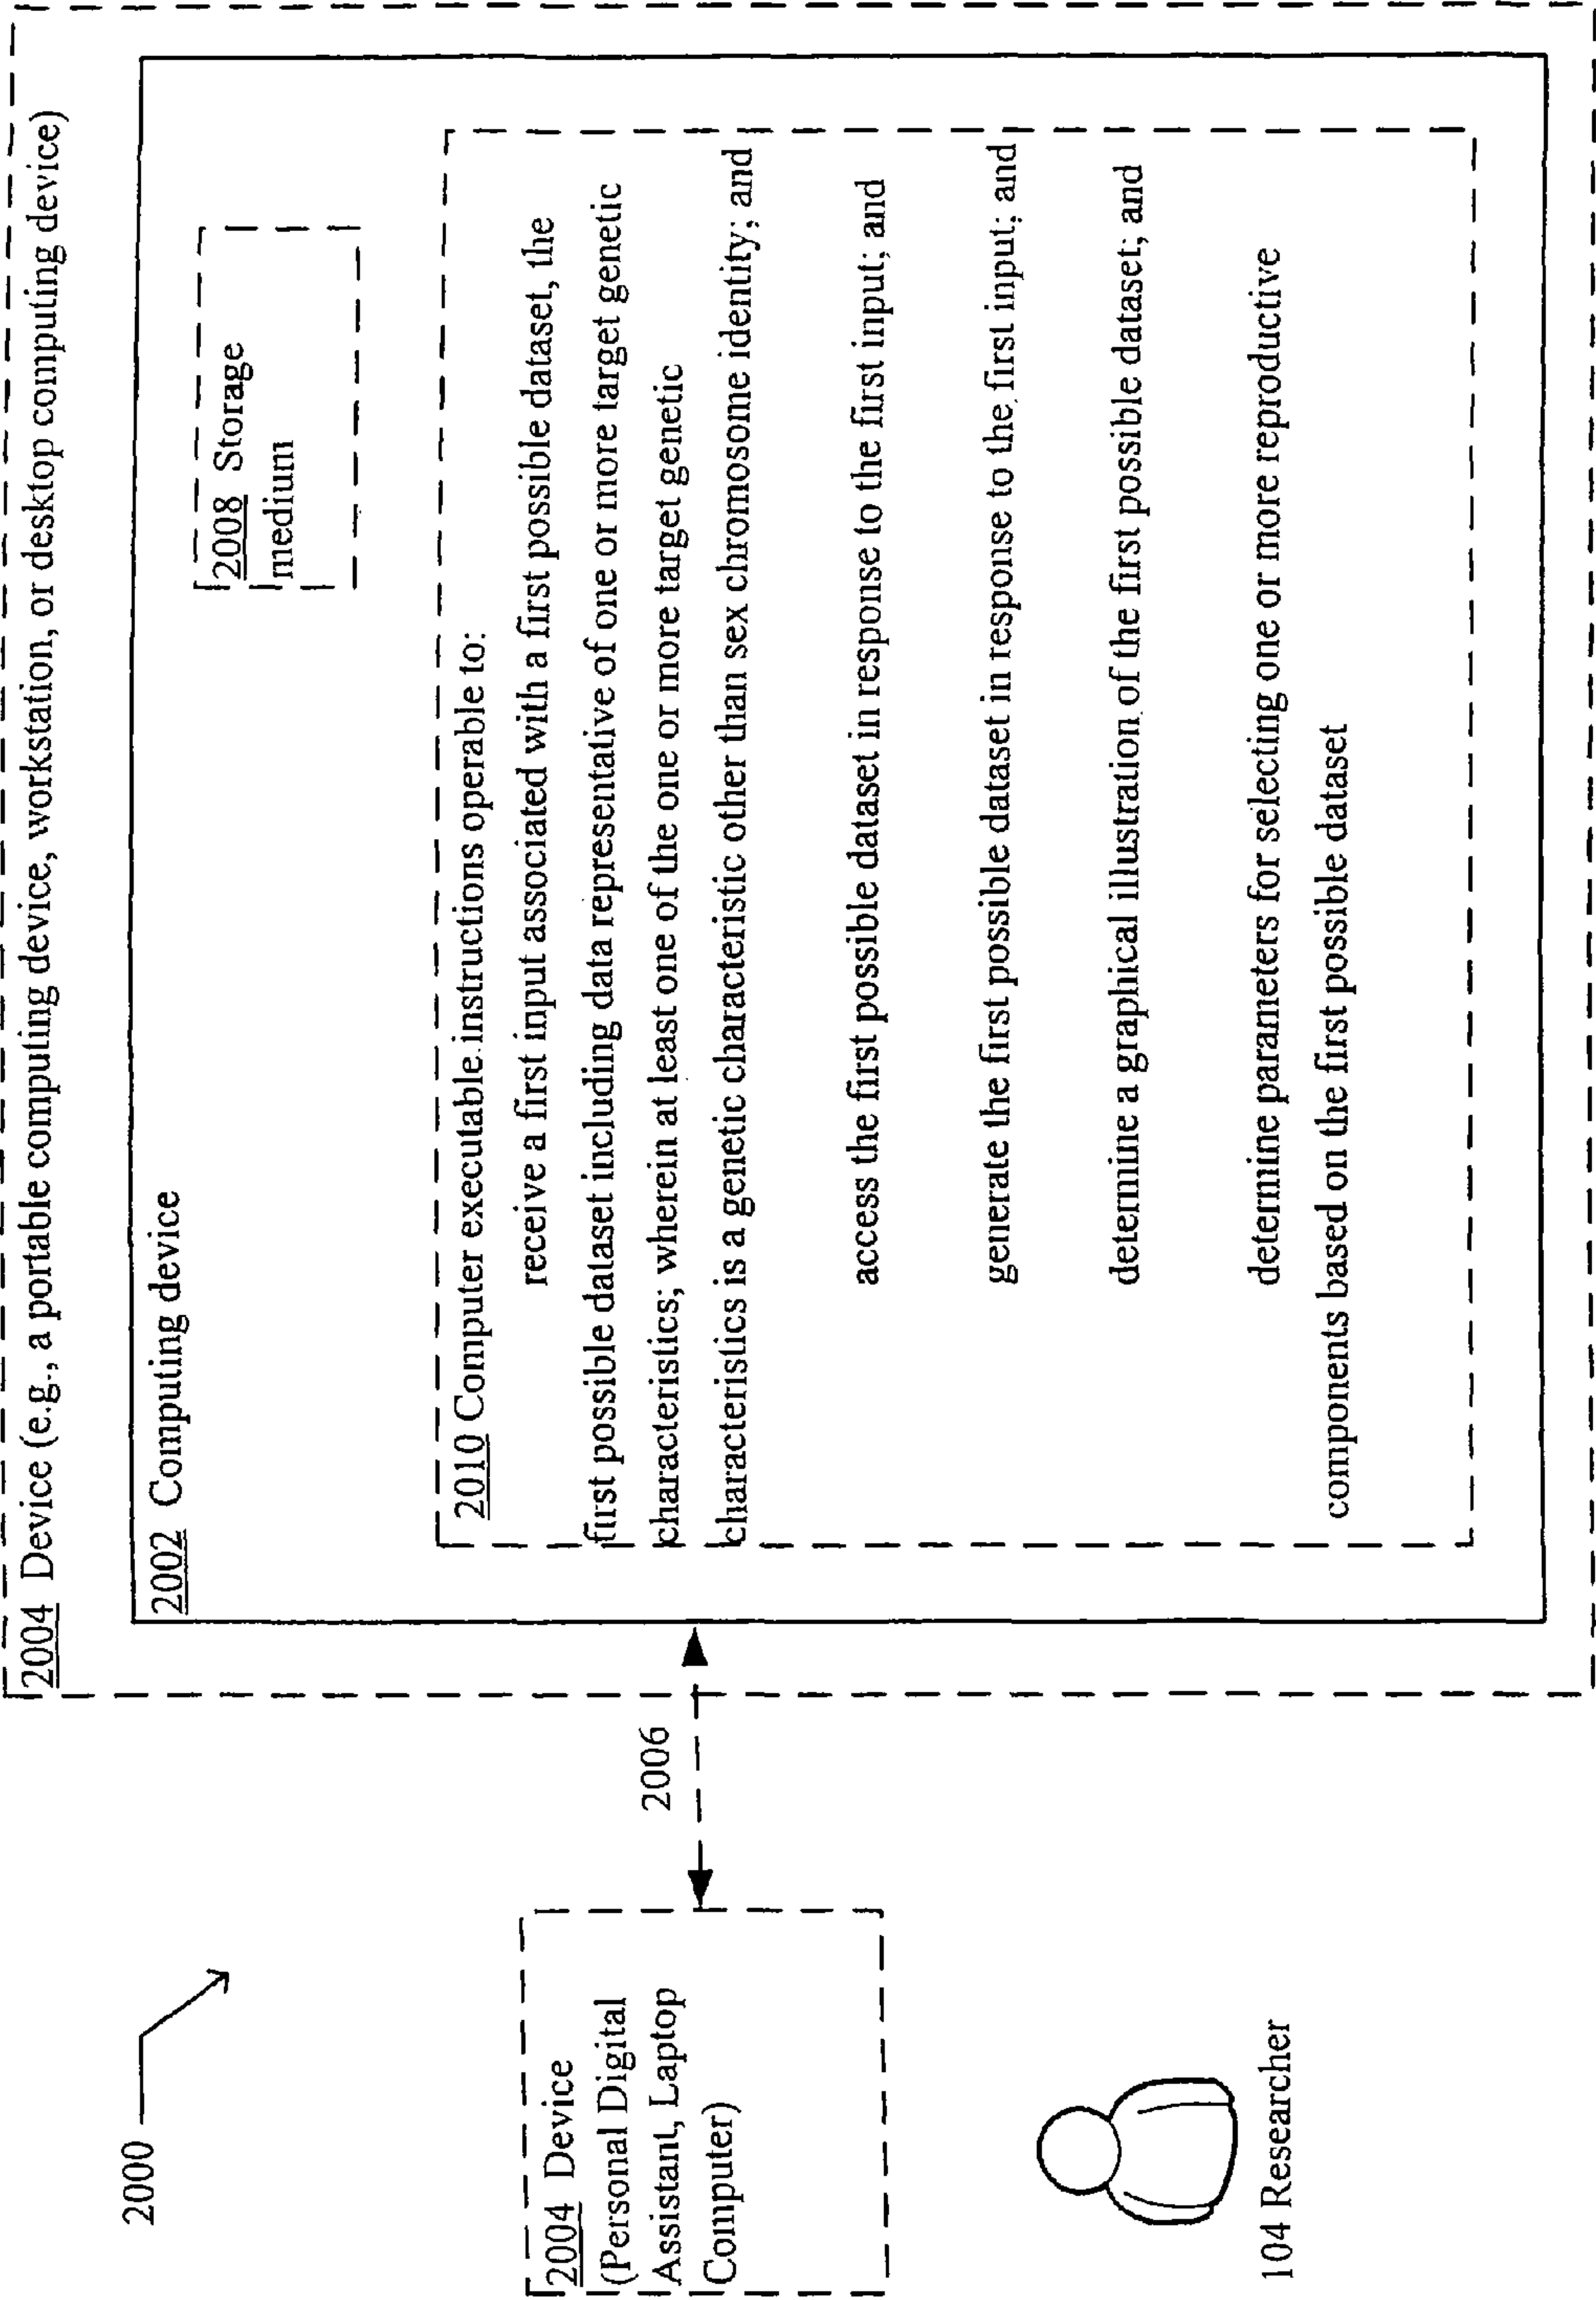 2000
2004 Device (e.g., a portable computing device, workstation, or desktop computing device)
2002 Computing device
2008 Storage
medium
2010 Computer executable instructions operable to:
receive a first input associated with a first possible dataset, the
first possible dataset including data representative of one or more target genetic
characteristics; wherein at least one of the one or more target genetic
characteristics is a genetic characteristic other than sex chromosome identity; and
access the first possible dataset in response to the first input; and
generate the first possible dataset in response to the first input; and
determine a graphical illustration of the first possible dataset; and
determine parameters for selecting one or more reproductive
components based on the first possible dataset
2006
2004 Device
(Personal Digital
Assistant, Laptop
Computer)
104 Researcher